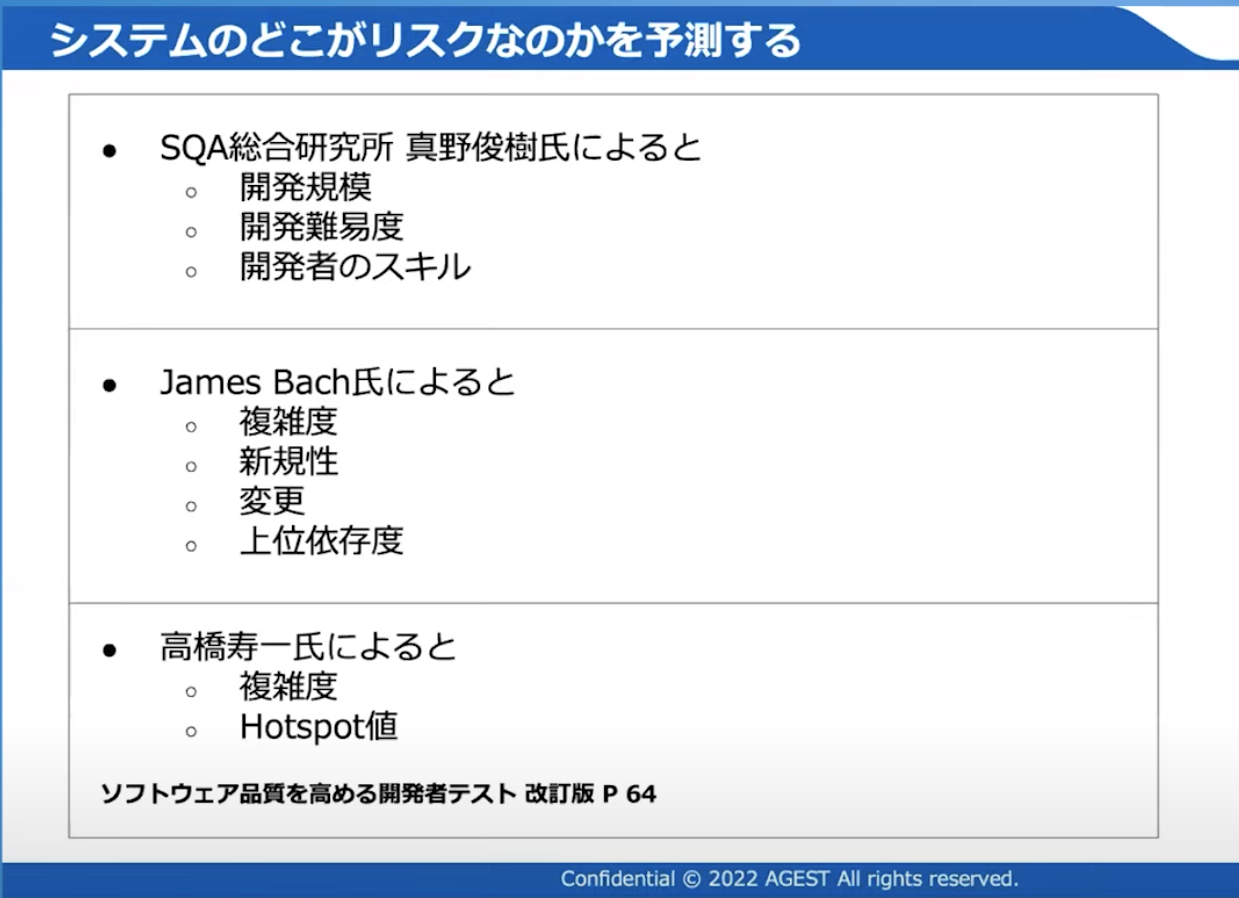 システムのどこがリスクなのかを予測する
● SQA総合研究所 真野俊樹氏によると
○ 開発規模
○ 開発難易度
○ 開発者のスキル
● James Bach氏によると
○ 複雑度
○ 新規性
○ 変更
○ 上位依存度
● 高橋寿一氏によると
○ 複雑度
○ Hotspot値
ソフトウェア品質を高める開発者テスト 改訂版 P 64
Confidential © 2022 AGEST All rights reserved.